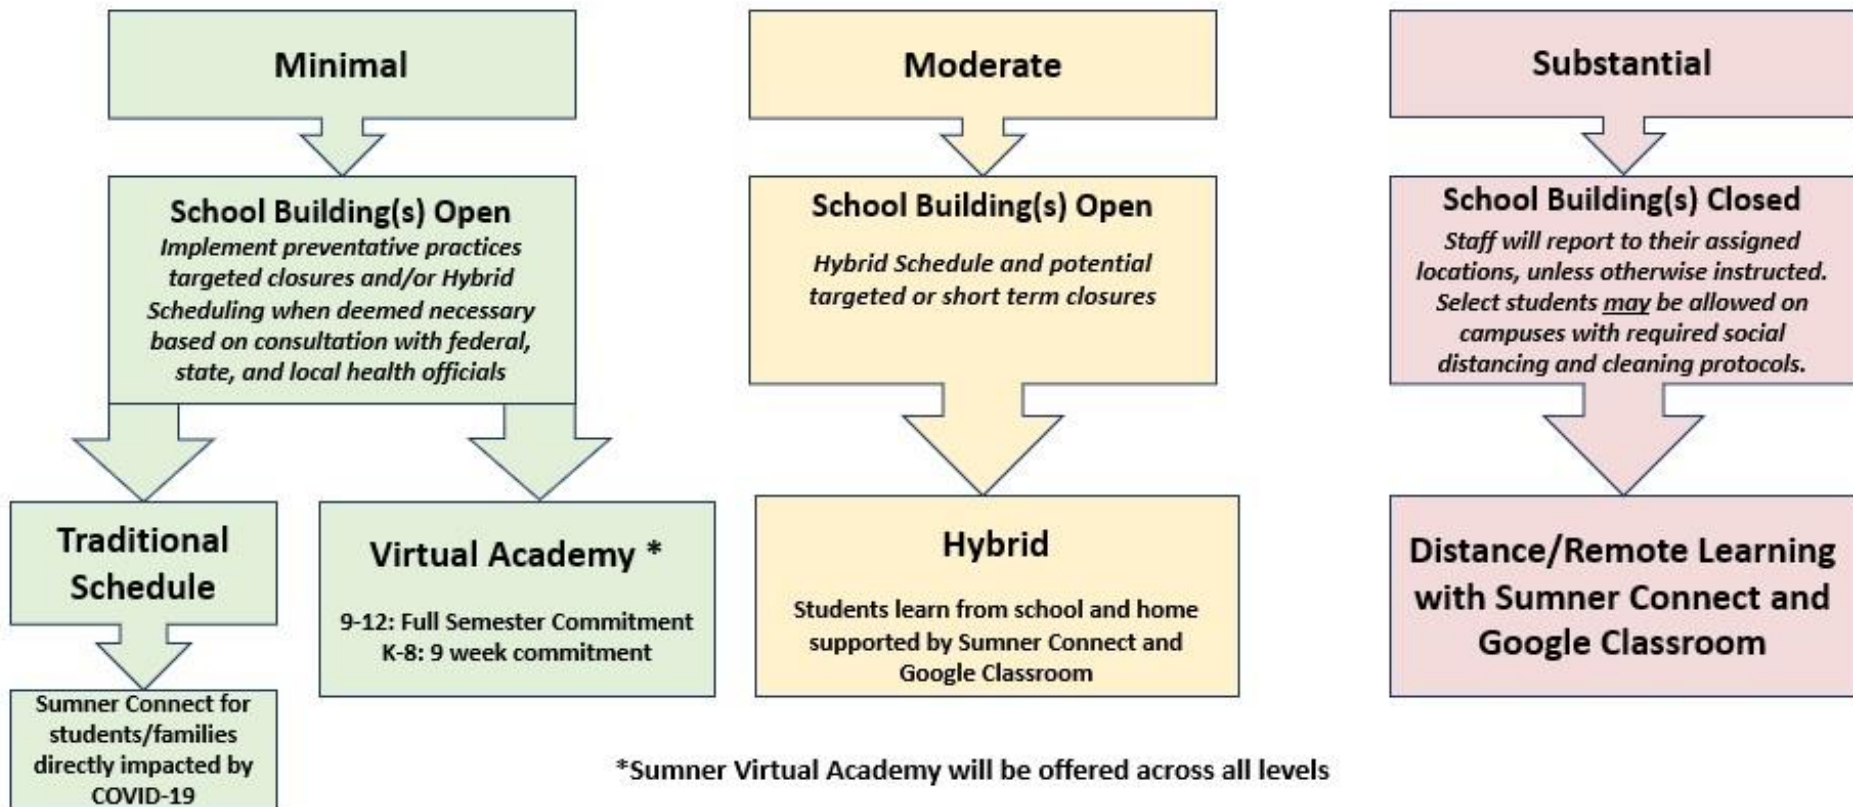 Minimal
School Building(s) Open
Implement preventative practices
targeted closures and/or Hybrid
Scheduling when deemed necessary
based on consultation with federal,
state, and local health officials
Traditional
Schedule
Sumner Connect for
students/families
directly impacted by
COVID-19
Virtual Academy *
9-12: Full Semester Commitment
K-8: 9 week commitment
Moderate
School Building(s) Open
Hybrid Schedule and potential
targeted or short term closures
Hybrid
Students learn from school and home
supported by Sumner Connect and
Google Classroom
Substantial
School Building(s) Closed
Staff will report to their assigned
locations, unless otherwise instructed.
Select students may be allowed on
campuses with required social
distancing and cleaning protocols.
Distance/Remote Learning
with Sumner Connect and
Google Classroom
*Sumner Virtual Academy will be offered across all levels